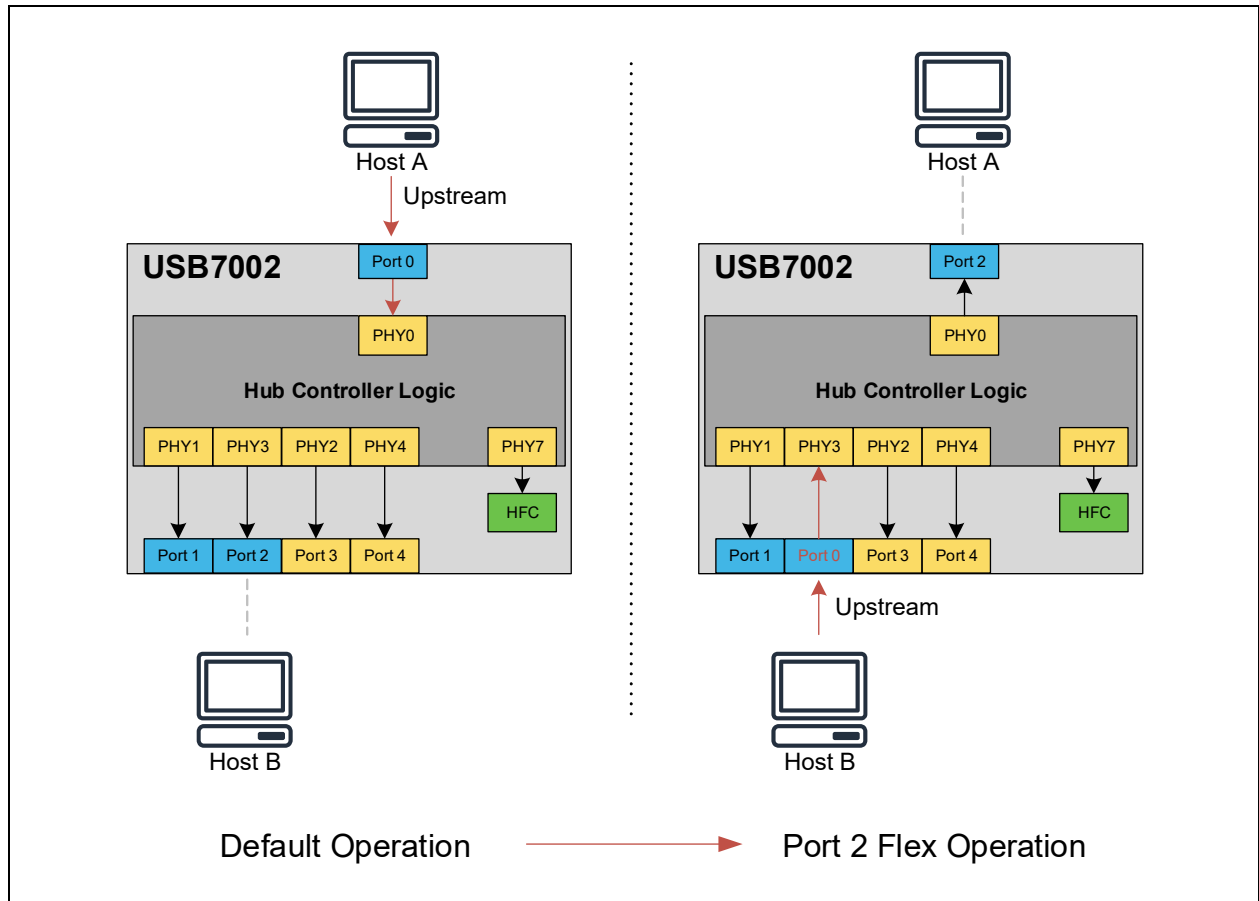 Host A
Upstream
USB7002
Port 0
PHY0
Hub Controller Logic
PHY1 PHY3 PHY2 PHY4 PHY7
HFC
Port 1 Port 2 Port 3 Port 4
Host B
Default Operation
Host A
USB7002
Port 2
PHY0
Hub Controller Logic
PHY1 PHY3 PHY2 PHY4 PHY7
HFC
Port 1 Port 0 Port 3 Port 4
Upstream
Host B
Port 2 Flex Operation